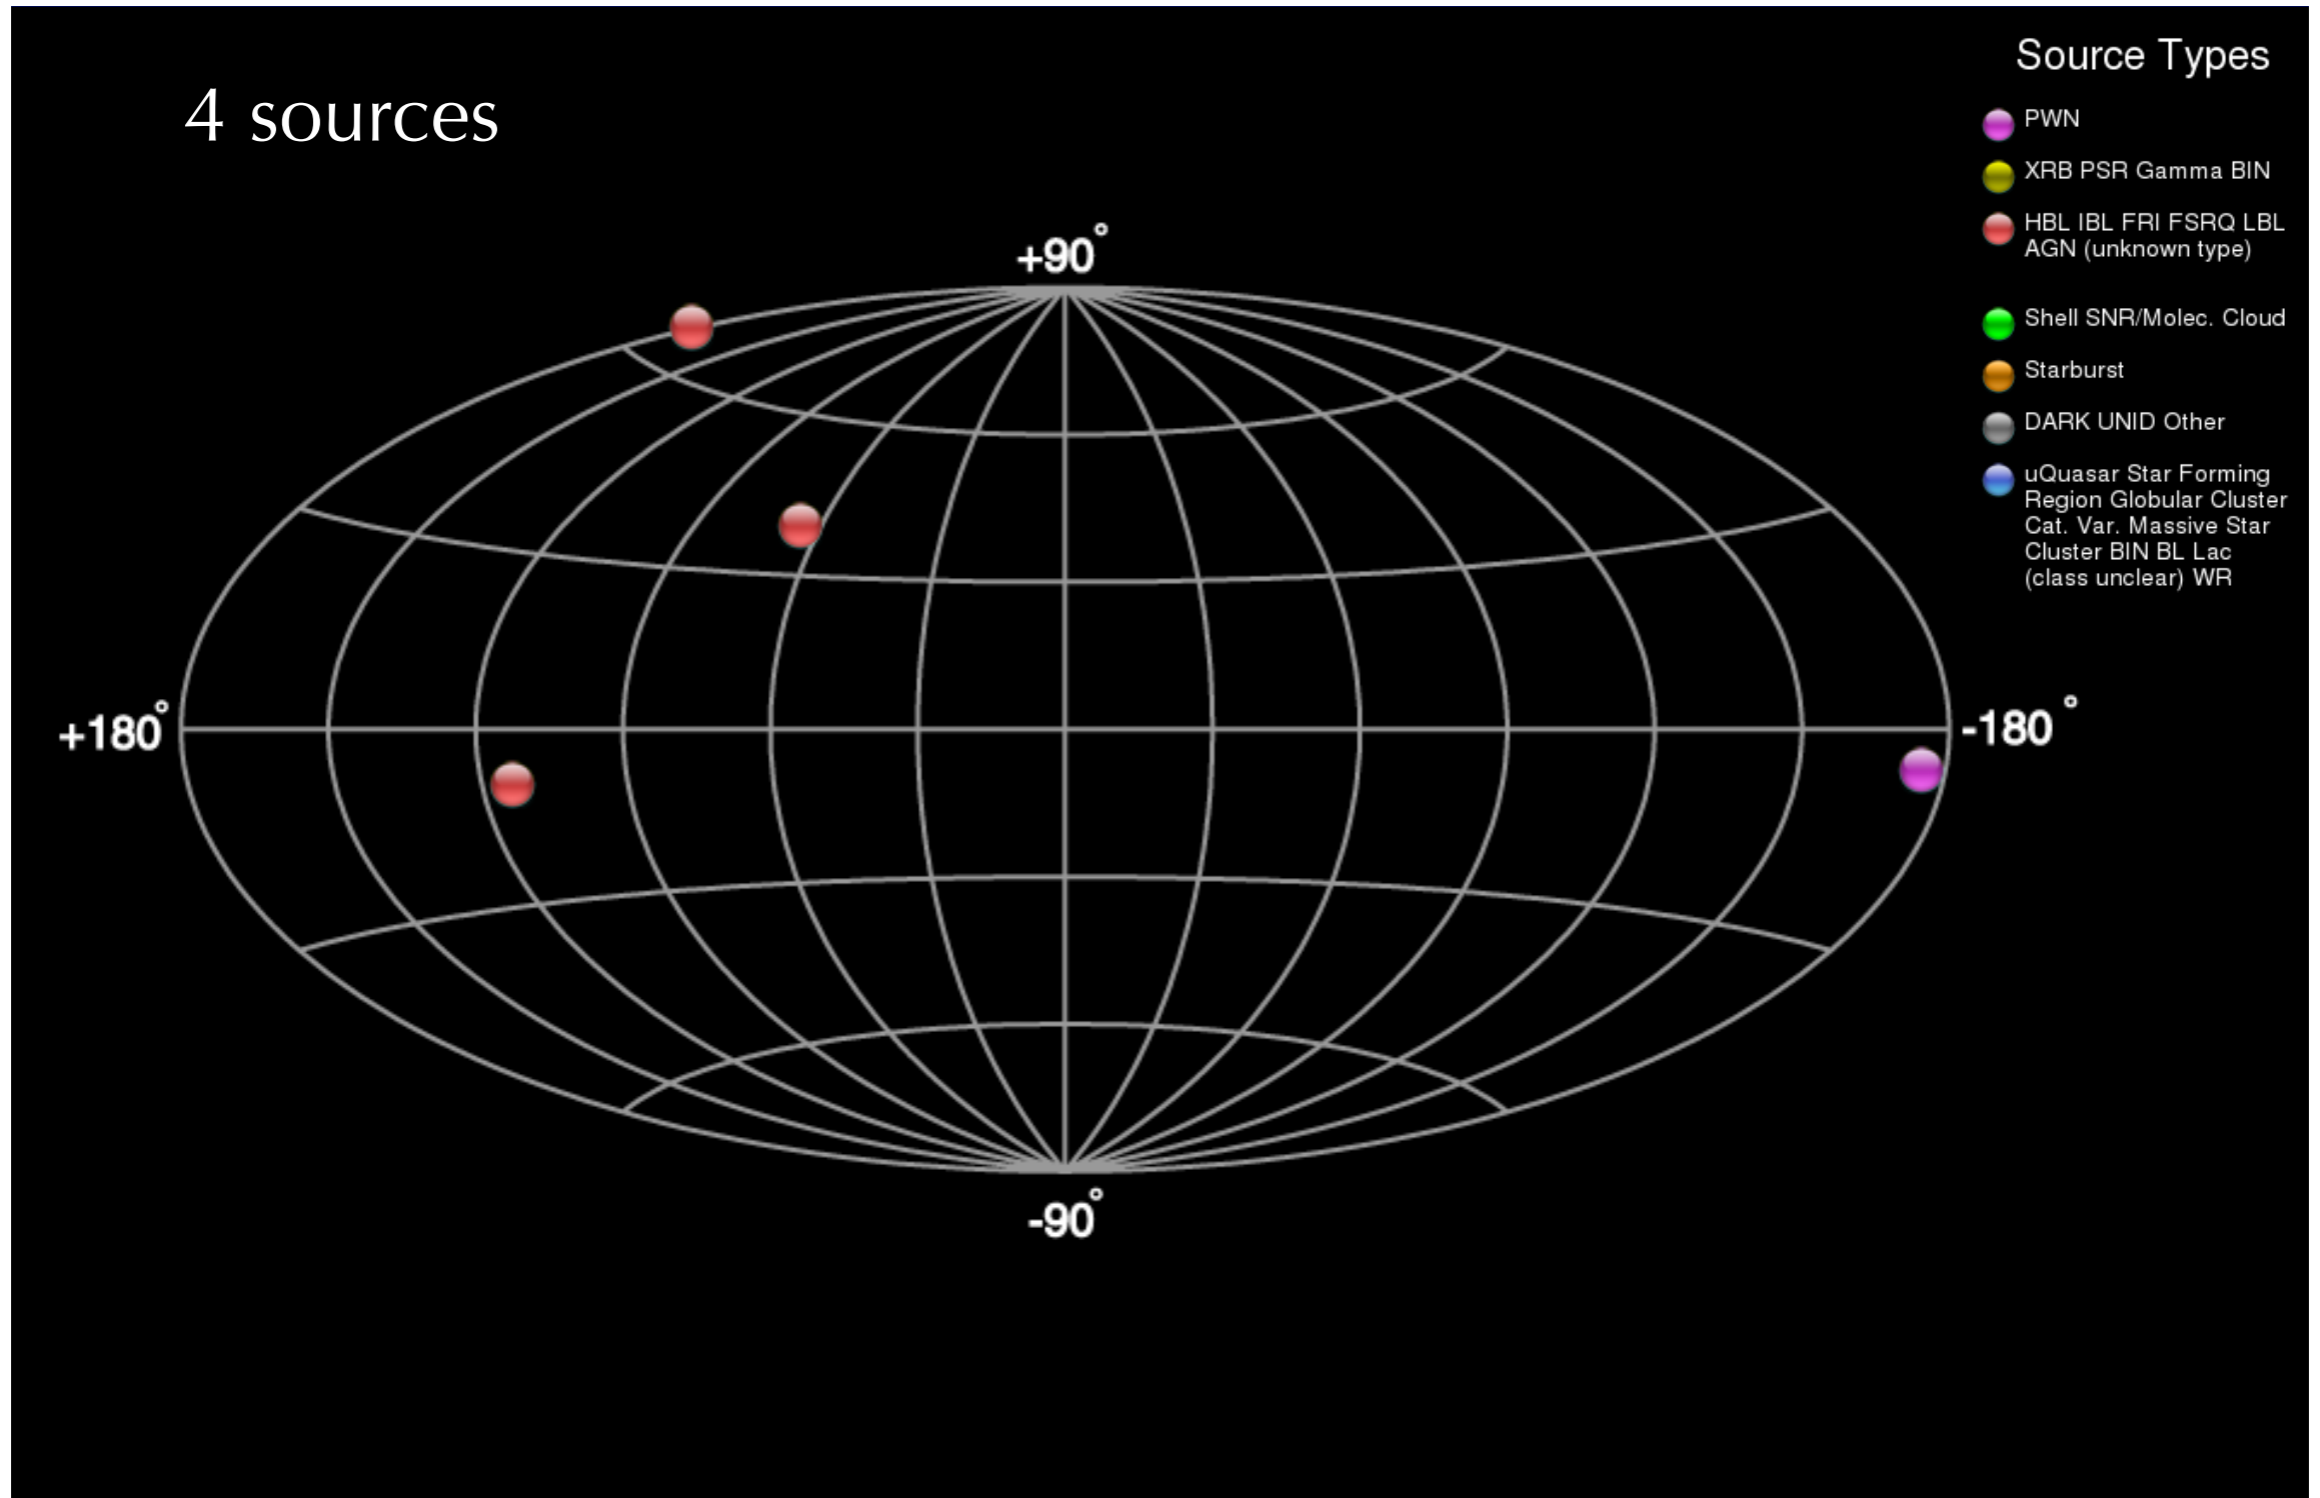 4 sources
Source Types
PWN
XRB PSR Gamma BIN
HBL IBL FRI FSRQ LBL
AGN (unknown type)
Shell SNR/Molec. Cloud
Starburst
DARK UNID Other
uQuasar Star Forming
Region Globular Cluster
Cat. Var. Massive Star
Cluster BIN BL Lac
(class unclear) WR
+90°
+180°
-180°
-90°